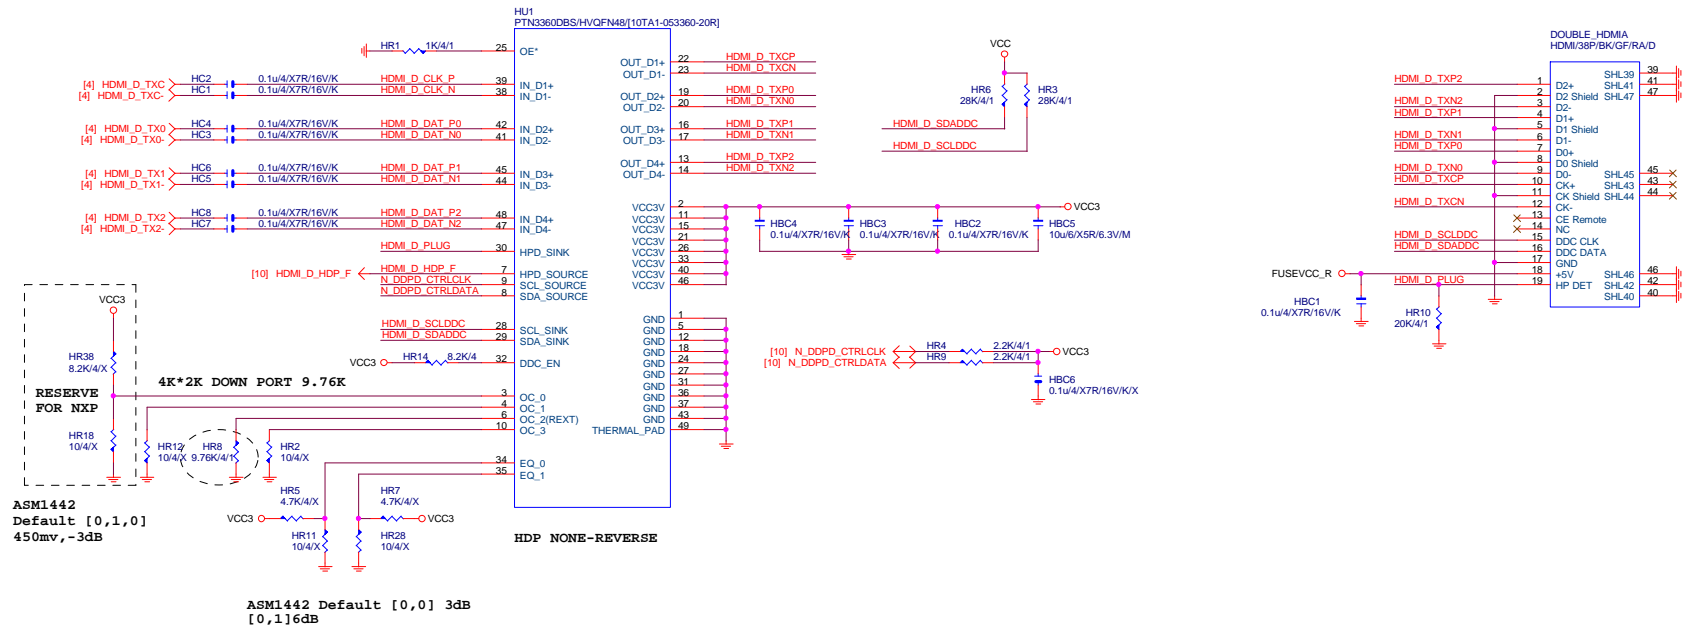 HU1
PTN3360DBS/HVQFN48/[10TA1-053360-20R]
HR1 1K/4/1 25 OE*
[4] HDMI_D_TXC HC2 0.1u/4/X7R/16V/K HDMI_D_CLK_P 39 IN_D1+
[4] HDMI_D_TXC- HC1 0.1u/4/X7R/16V/K HDMI_D_CLK_N 38 IN_D1-
[4] HDMI_D_TX0 HC4 0.1u/4/X7R/16V/K HDMI_D_DAT_P0 42 IN_D2+
[4] HDMI_D_TX0- HC3 0.1u/4/X7R/16V/K HDMI_D_DAT_N0 41 IN_D2-
[4] HDMI_D_TX1 HC6 0.1u/4/X7R/16V/K HDMI_D_DAT_P1 45 IN_D3+
[4] HDMI_D_TX1- HC5 0.1u/4/X7R/16V/K HDMI_D_DAT_N1 44 IN_D3-
[4] HDMI_D_TX2 HC8 0.1u/4/X7R/16V/K HDMI_D_DAT_P2 48 IN_D4+
[4] HDMI_D_TX2- HC7 0.1u/4/X7R/16V/K HDMI_D_DAT_N2 47 IN_D4-
HDMI_D_PLUG 30 HPD_SINK
[10] HDMI_D_HDP_F HDMI_D_HDP_F 7 HPD_SOURCE
N_DDPD_CTRLCLK 9 SCL_SOURCE
N_DDPD_CTRLDATA 8 SDA_SOURCE
HDMI_D_SCLDDC 28 SCL_SINK
HDMI_D_SDADDC 29 SDA_SINK
VCC3 HR14 8.2K/4 32 DDC_EN
3 OC_0
4 OC_1
6 OC_2(REXT)
10 OC_3
34 EQ_0
35 EQ_1
22 OUT_D1+ HDMI_D_TXCP
23 OUT_D1- HDMI_D_TXCN
19 OUT_D2+ HDMI_D_TXP0
20 OUT_D2- HDMI_D_TXN0
16 OUT_D3+ HDMI_D_TXP1
17 OUT_D3- HDMI_D_TXN1
13 OUT_D4+ HDMI_D_TXP2
14 OUT_D4- HDMI_D_TXN2
VCC3V 2 VCC3
VCC3V 11
VCC3V 15
VCC3V 21
VCC3V 26
VCC3V 33
VCC3V 40
VCC3V 46
GND 1
GND 5
GND 12
GND 18
GND 24
GND 27
GND 31
GND 36
GND 37
GND 43
THERMAL_PAD 49
VCC3
HR38
8.2K/4/X
RESERVE
FOR NXP
HR18
10/4/X
4K*2K DOWN PORT 9.76K
HR12
10/4/X
HR8
9.76K/4/1
HR2
10/4/X
ASM1442
Default [0,1,0]
450mv,-3dB
HR5
4.7K/4/X
VCC3
HR11
10/4/X
HR7
4.7K/4/X
VCC3
HR28
10/4/X
HDP NONE-REVERSE
ASM1442 Default [0,0] 3dB
[0,1]6dB
VCC
HR6
28K/4/1
HR3
28K/4/1
HDMI_D_SDADDC
HDMI_D_SCLDDC
HBC4
0.1u/4/X7R/16V/K
HBC3
0.1u/4/X7R/16V/K
HBC2
0.1u/4/X7R/16V/K
HBC5
10u/6/X5R/6.3V/M
[10] N_DDPD_CTRLCLK HR4 2.2K/4/1 VCC3
[10] N_DDPD_CTRLDATA HR9 2.2K/4/1
HBC6
0.1u/4/X7R/16V/K/X
DOUBLE_HDMIA
HDMI/38P/BK/GF/RA/D
HDMI_D_TXP2 1 D2+
2 D2 Shield
HDMI_D_TXN2 3 D2-
HDMI_D_TXP1 4 D1+
5 D1 Shield
HDMI_D_TXN1 6 D1-
HDMI_D_TXP0 7 D0+
8 D0 Shield
HDMI_D_TXN0 9 D0-
HDMI_D_TXCP 10 CK+
11 CK Shield
HDMI_D_TXCN 12 CK-
13 CE Remote
14 NC
HDMI_D_SCLDDC 15 DDC CLK
HDMI_D_SDADDC 16 DDC DATA
17 GND
FUSEVCC_R 18 +5V
HDMI_D_PLUG 19 HP DET
SHL39 39
SHL41 41
SHL47 47
SHL45 45
SHL43 43
SHL44 44
SHL46 46
SHL42 42
SHL40 40
HBC1
0.1u/4/X7R/16V/K
HR10
20K/4/1